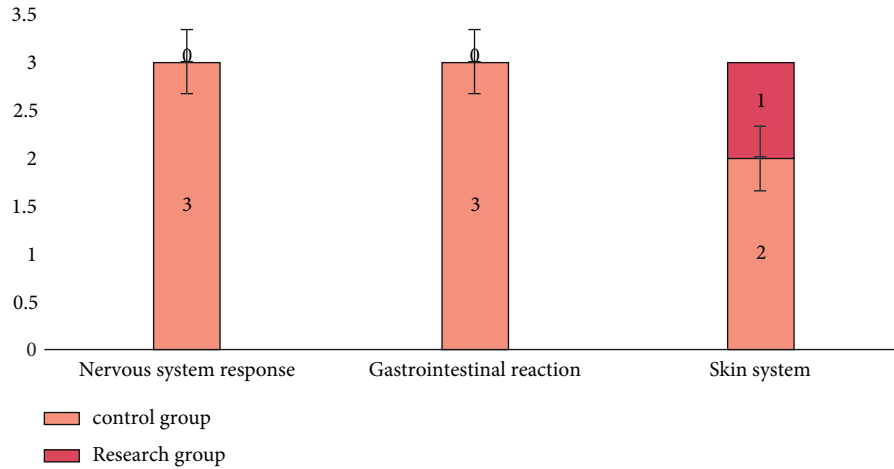 3.5
3
2.5
2
1.5
1
0.5
0
0
3
0
3
1
2
Nervous system response
Gastrointestinal reaction
Skin system
control group
Research group